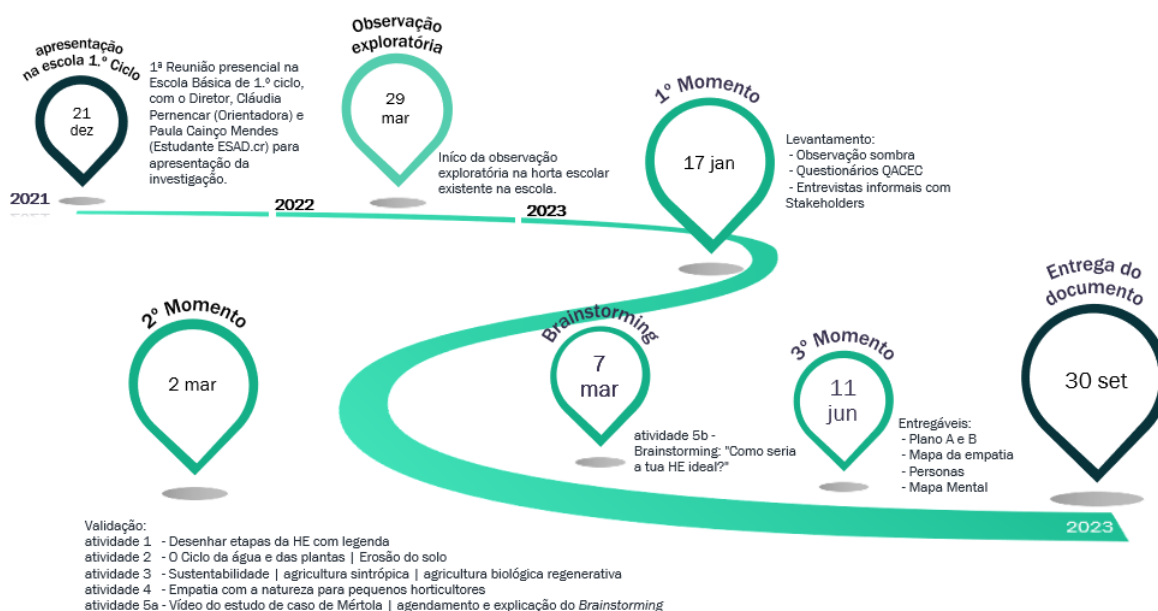 apresentação
na escola 1.º Ciclo
21
dez
1ª Reunião presencial na
Escola Básica de 1.º ciclo,
com o Diretor, Cláudia
Pernencar (Orientadora) e
Paula Cainço Mendes
(Estudante ESAD.cr) para
apresentação da
investigação.
Observação
exploratória
29
mar
Iníco da observação
exploratória na horta escolar
existente na escola.
1º Momento
17 jan
Levantamento:
- Observação sombra
- Questionários QACEC
- Entrevistas informais com
Stakeholders
2021
2022
2023
2º Momento
2 mar
Validação:
atividade 1 - Desenhar etapas da HE com legenda
atividade 2 - O Ciclo da água e das plantas | Erosão do solo
atividade 3 - Sustentabilidade | agricultura sintrópica | agricultura biológica regenerativa
atividade 4 - Empatia com a natureza para pequenos horticultores
atividade 5a - Vídeo do estudo de caso de Mértola | agendamento e explicação do Brainstorming
Brainstorming
7
mar
atividade 5b -
Brainstorming: "Como seria
a tua HE ideal?"
3º Momento
11
jun
Entregáveis:
- Plano A e B
- Mapa da empatia
- Personas
- Mapa Mental
Entrega do
documento
30 set
2023